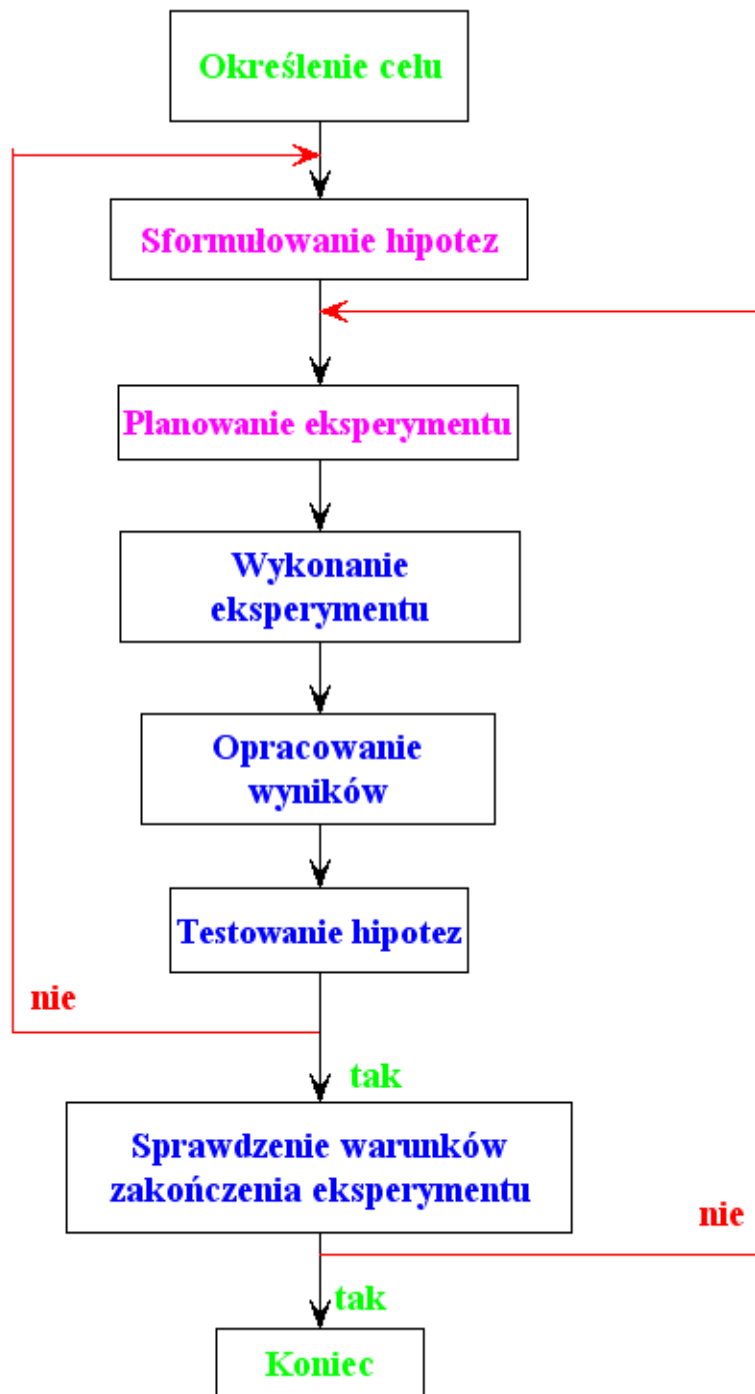 Określenie celu
Sformułowanie hipotez
Planowanie eksperymentu
Wykonanie
eksperymentu
Opracowanie
wyników
Testowanie hipotez
nie
tak
Sprawdzenie warunków
zakończenia eksperymentu
nie
tak
Koniec